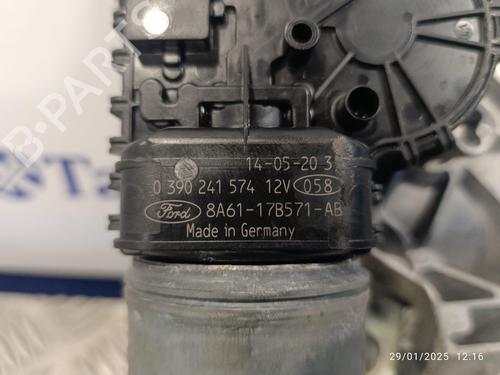 14-05-20 3
0 390 241 574 12V 058
Ford 8A61-17B571-AB
Made in Germany
B-PARTS
29/01/2025 12:16